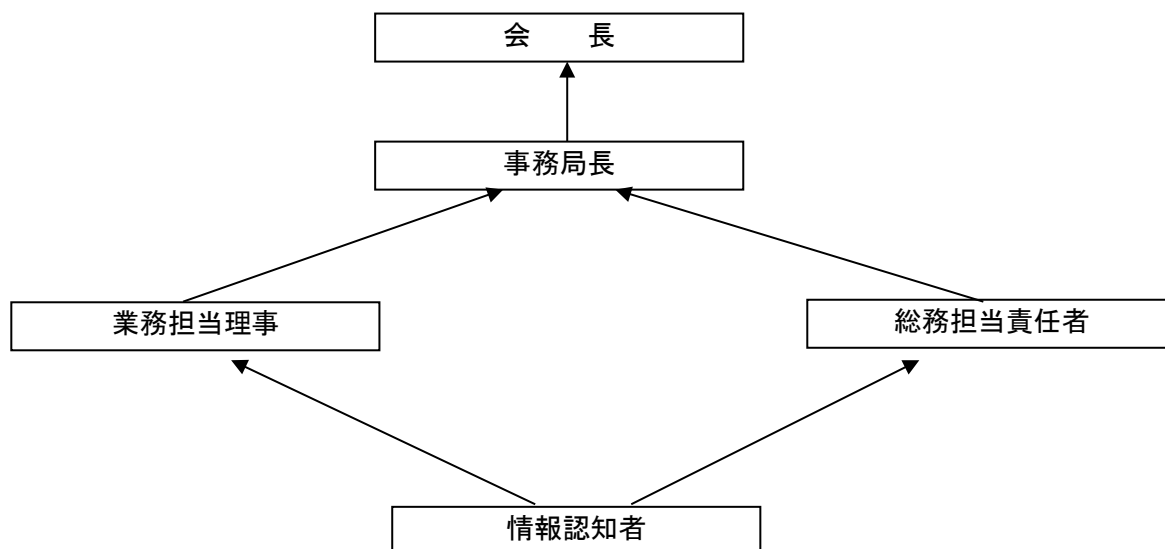 会　　長
事務局長
業務担当理事
総務担当責任者
情報認知者